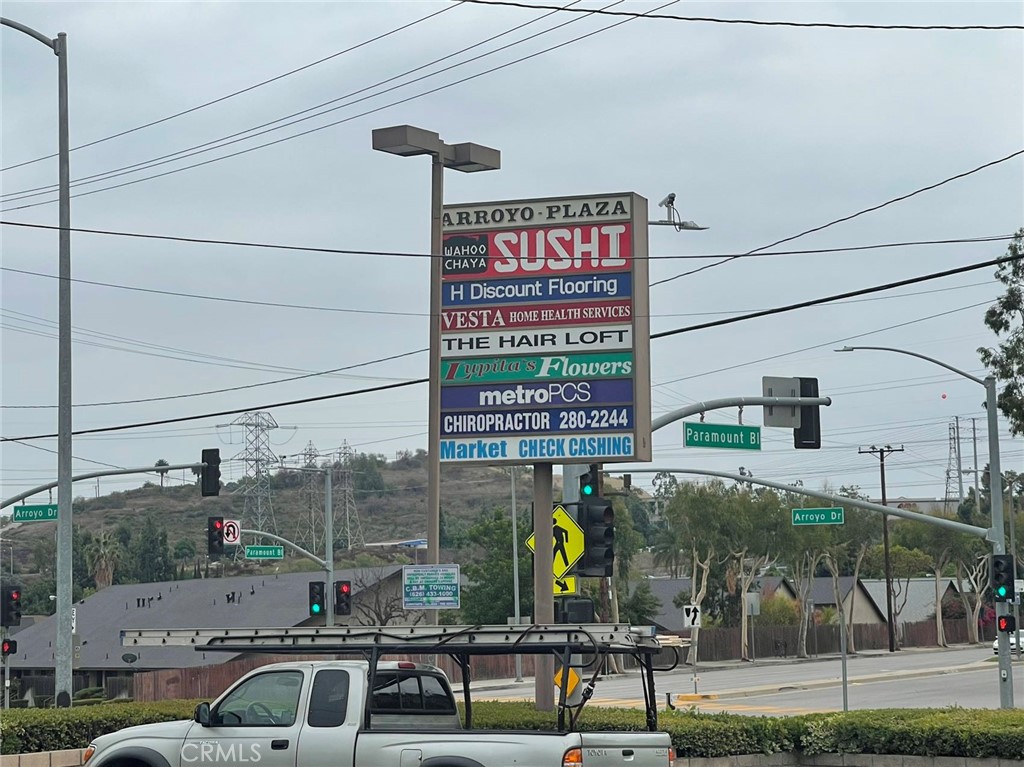 ARROYO - PLAZA
WAHOO
CHAYA
SUSHI
H Discount Flooring
VESTA HOME HEALTH SERVICES
THE HAIR LOFT
Lupita's Flowers
metroPCS
CHIROPRACTOR 280-2244
Market CHECK CASHING
Paramount Bl
Arroyo Dr
Arroyo Dr
Paramount Bl
C.B.R. TOWING
CRMLS